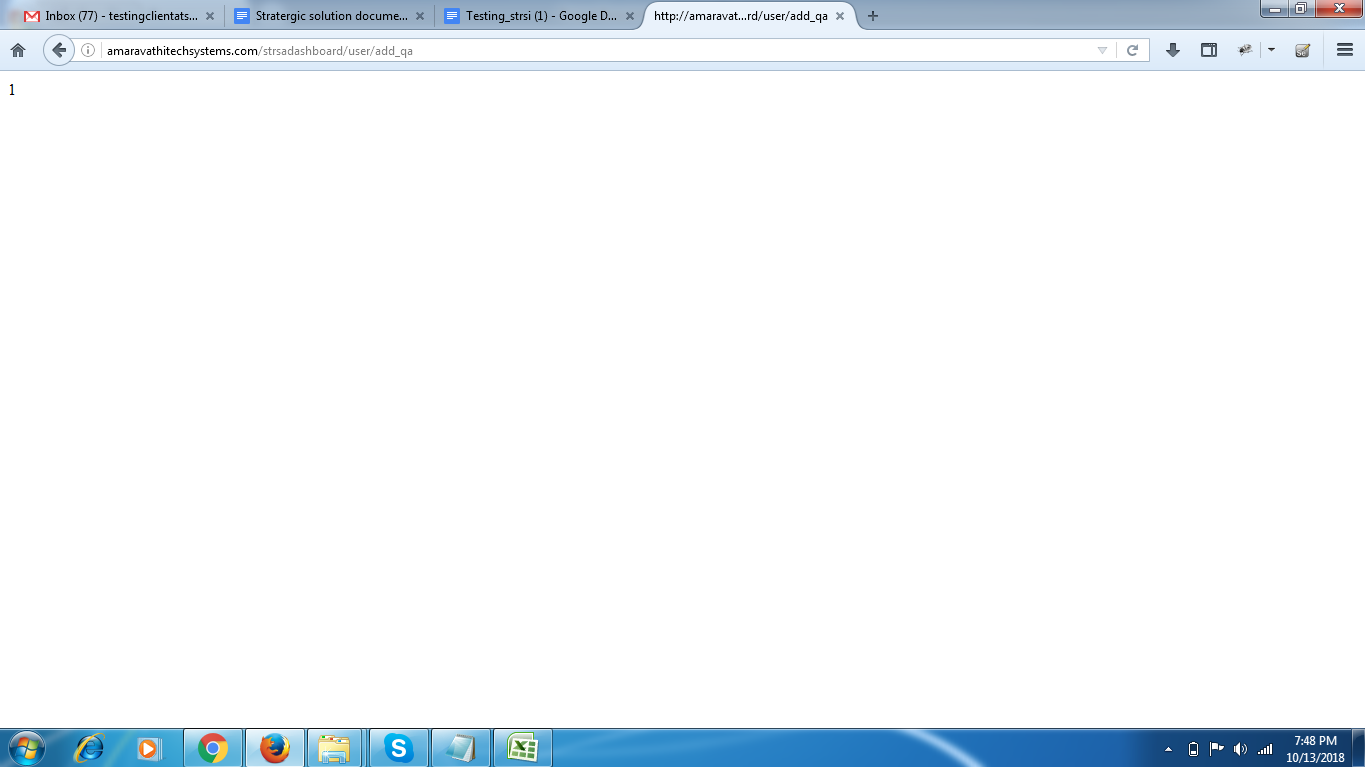 Inbox (77) - testingclientats...
Stratergic solution docume...
Testing_strsi (1) - Google D...
http://amaravat...rd/user/add_qa
amaravathitechsystems.com/strsadashboard/user/add_qa
1
7:48 PM
10/13/2018